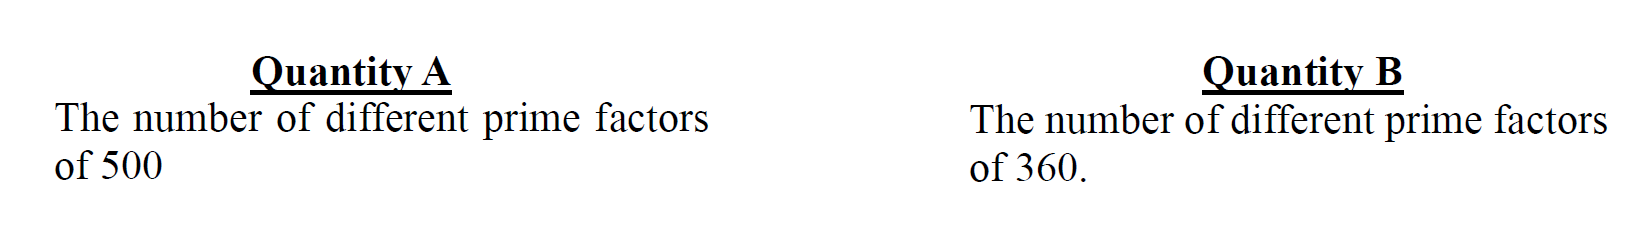 Quantity A
The number of different prime factors
of 500
Quantity B
The number of different prime factors
of 360.